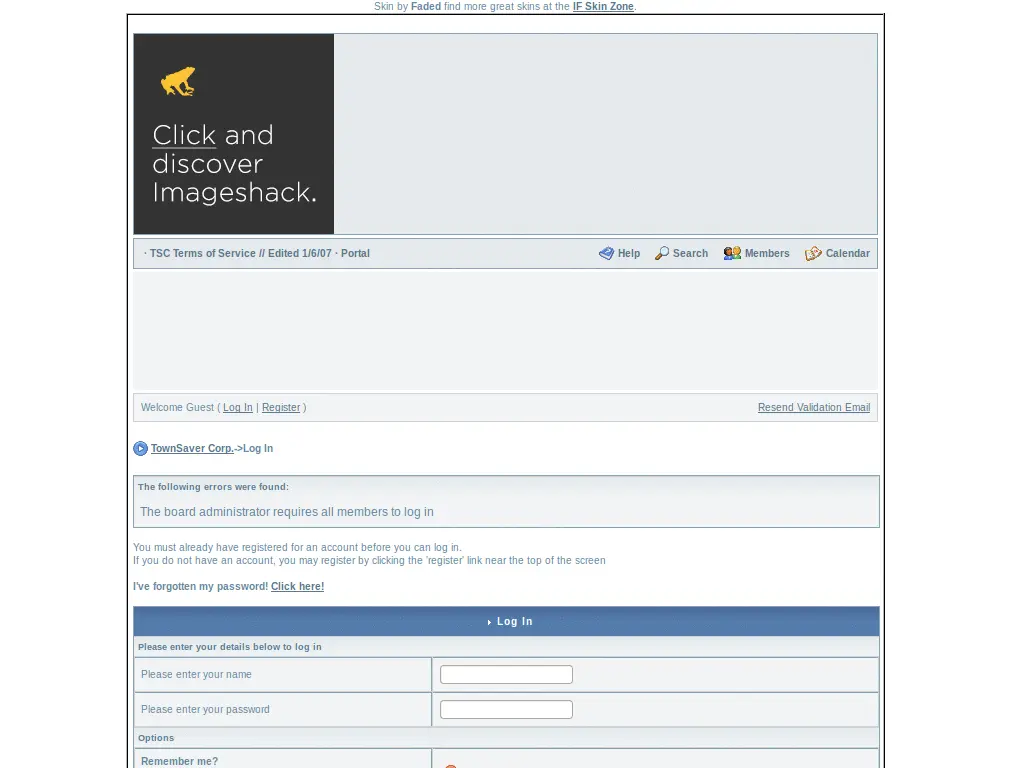 Skin by Faded find more great skins at the IF Skin Zone.
Click and
discover
Imageshack.
· TSC Terms of Service // Edited 1/6/07 · Portal
Help Search Members Calendar
Welcome Guest ( Log In | Register )
Resend Validation Email
TownSaver Corp.->Log In
The following errors were found:
The board administrator requires all members to log in
You must already have registered for an account before you can log in.
If you do not have an account, you may register by clicking the 'register' link near the top of the screen
I've forgotten my password! Click here!
Log In
Please enter your details below to log in
Please enter your name
Please enter your password
Options
Remember me?